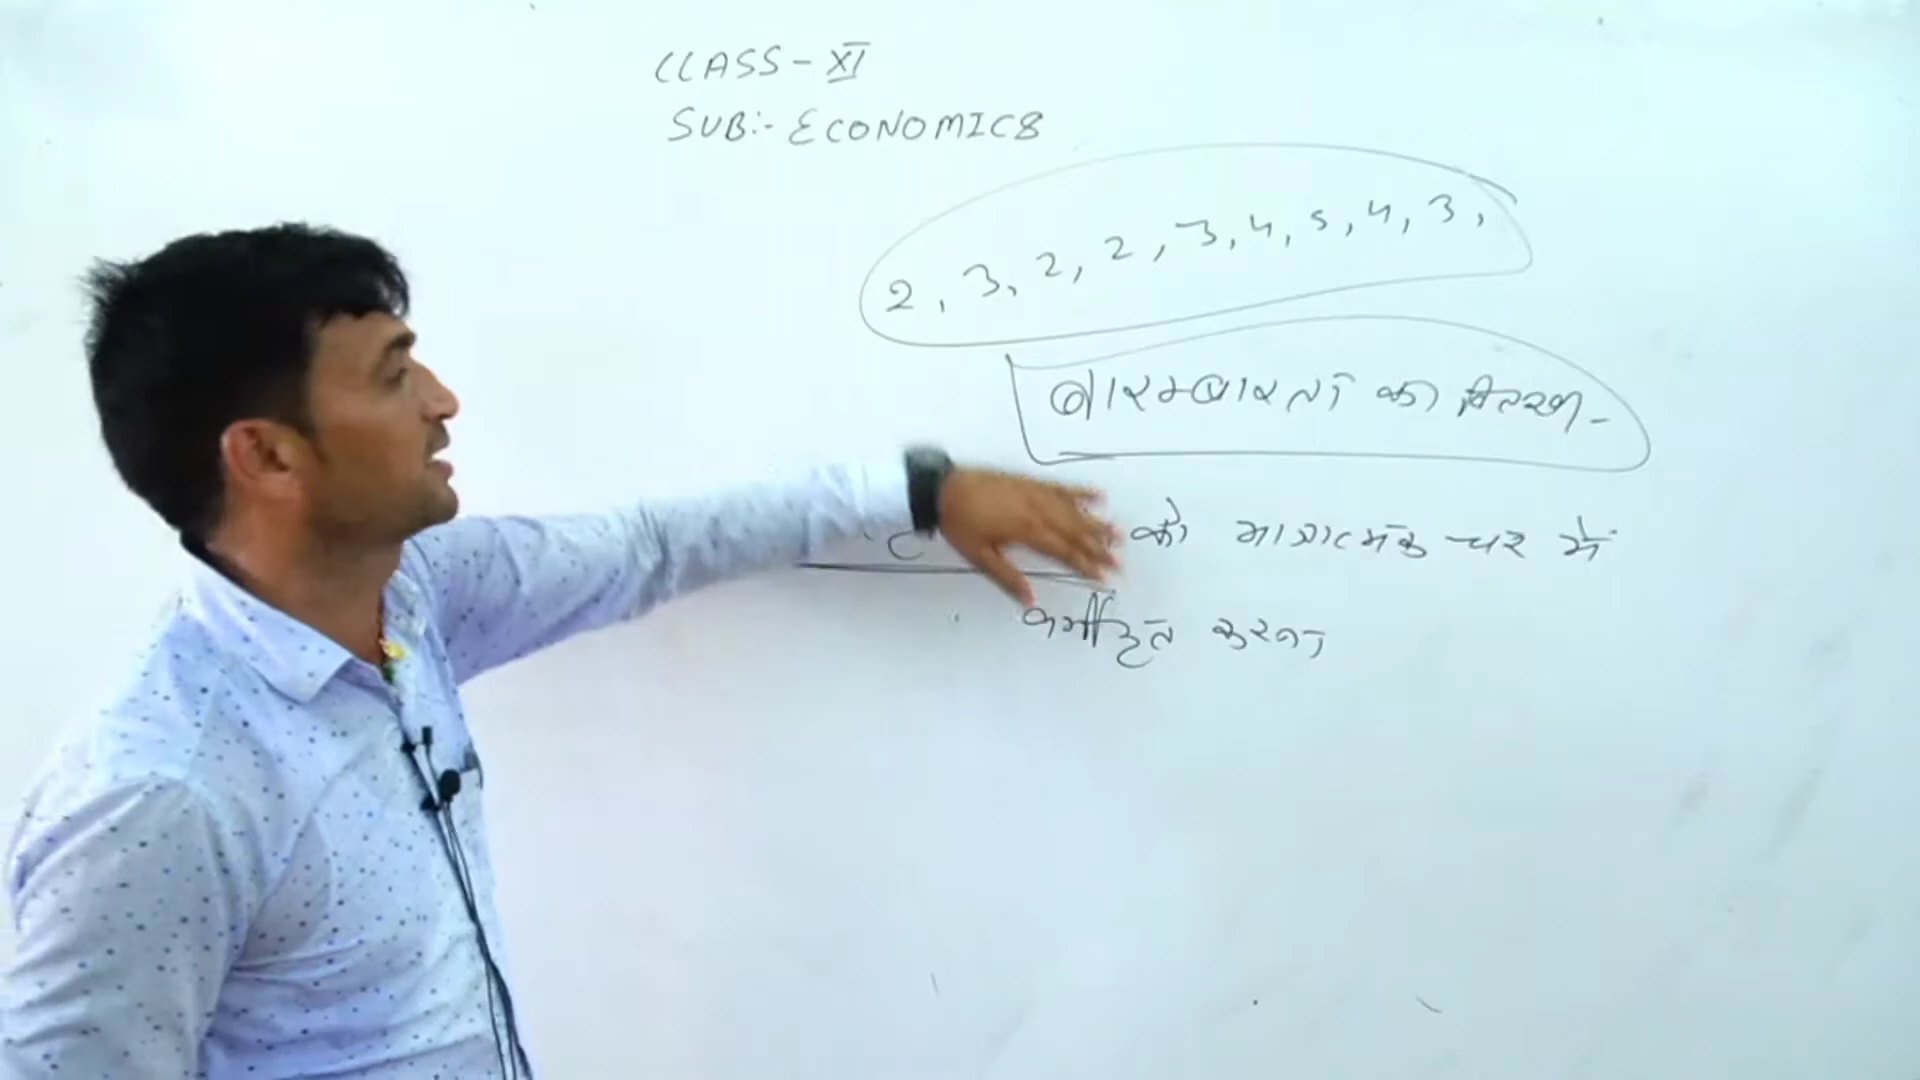 CLASS - XI
SUB:- ECONOMICS
2, 3, 2, 2, 3, 4, 5, 4, 3,
बारम्बारता का वितरण -
को मात्रात्मक चर में
वर्गीकृत करना